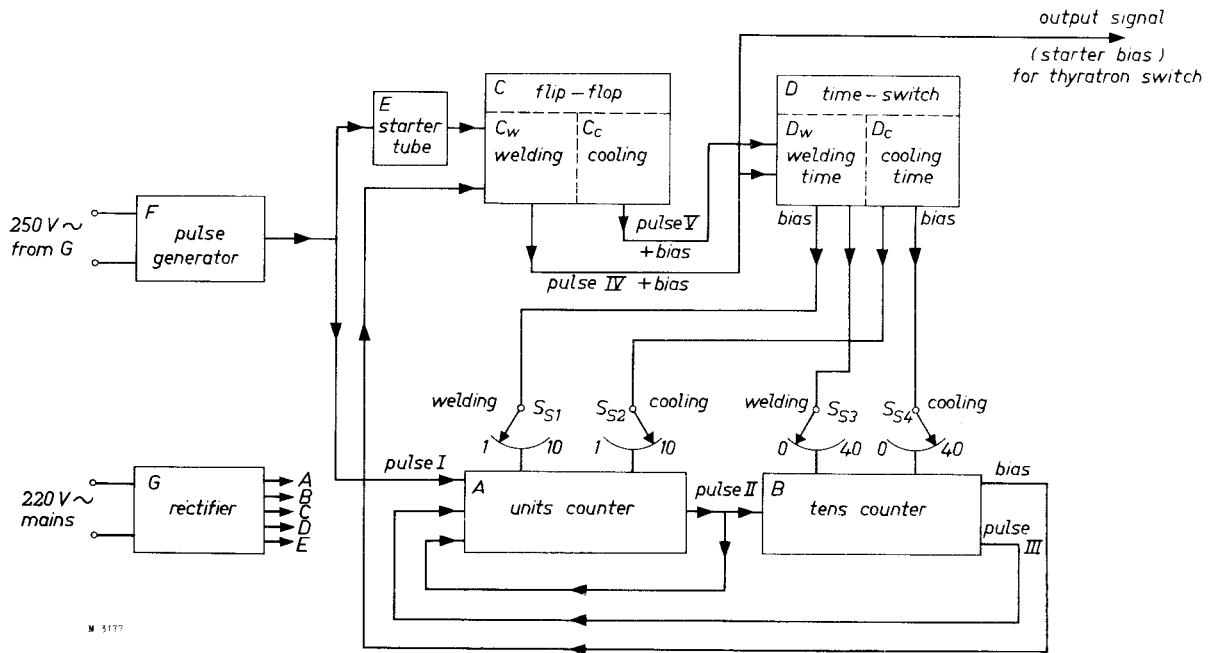 output signal
(starter bias)
for thyratron switch
C flip-flop
D time-switch
E
starter
tube
Cw
welding
Cc
cooling
Dw
welding
time
Dc
cooling
time
250 V ~
from G
F
pulse
generator
pulse V
+bias
pulse IV +bias
bias
bias
welding SS1
SS2 cooling
welding SS3
SS4 cooling
1 10
1 10
0 40
0 40
pulse I
A
units counter
pulse II
B
tens counter
bias
pulse
III
220 V ~
mains
G
rectifier
A
B
C
D
E
M 3177